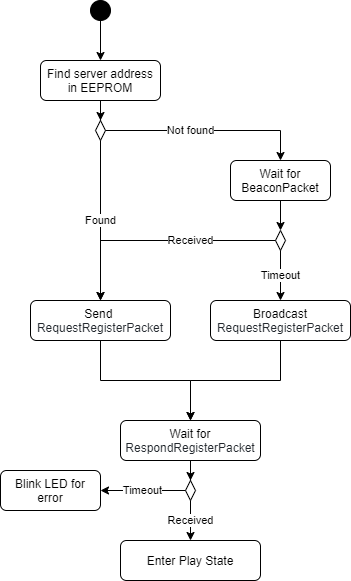 Find server address
in EEPROM
Not found
Wait for
BeaconPacket
Found
Received
Timeout
Send
RequestRegisterPacket
Broadcast
RequestRegisterPacket
Wait for
RespondRegisterPacket
Blink LED for
error
Timeout
Received
Enter Play State